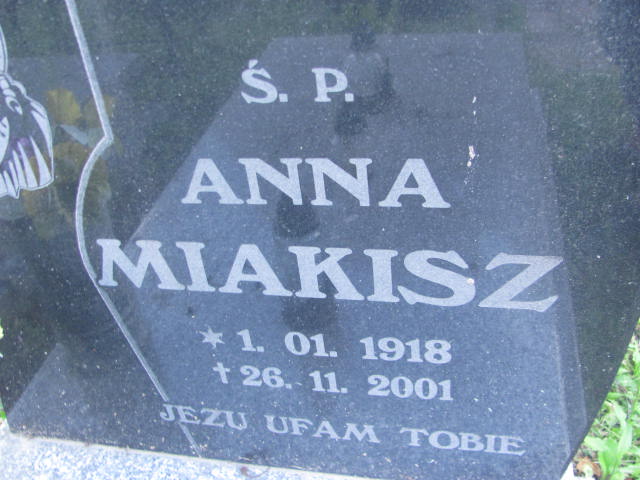 Ś. P.
ANNA
MIAKISZ
* 1. 01. 1918
† 26. 11. 2001
JEZU UFAM TOBIE